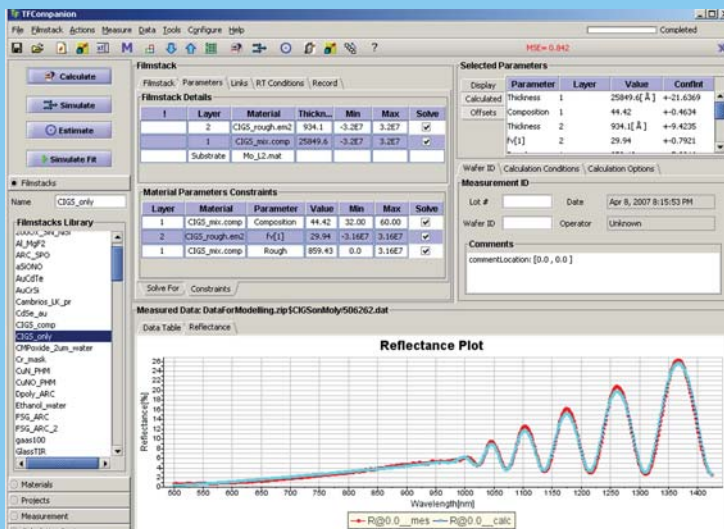 TFCompanion
File Filmstack Actions Measure Data Tools Configure Help
Completed
MSE= 0.842
Calculate
Simulate
Estimate
Simulate Fit
Filmstacks
Name CIGS_only
Filmstacks Library
Al_MgF2
ARC_SPO
aSiONO
AuCdTe
AuCrSi
Cambrios_LK_pr
CdSe_au
CIGS_comp
CIGS_only
CMPoxide_2um_water
Cr_mask
CuN_PHM
CuNO_PHM
Dpoly_ARC
Ethanol_water
FSG_ARC
FSG_ARC_2
gaas100
GlassTIR
Materials
Projects
Measurement
Filmstack
Filmstack Parameters Links RT Conditions Record
Filmstack Details
! Layer Material Thickn... Min Max Solve
2 CIGS_rough.em2 934.1 -3.2E7 3.2E7
1 CIGS_mix.comp 25849.6 -3.2E7 3.2E7
Substrate Mo_L2.mat
Material Parameters Constraints
Layer Material Parameter Value Min Max Solve
1 CIGS_mix.comp Composition 44.42 32.00 60.00
2 CIGS_rough.em2 fv[1] 29.94 -3.16E7 3.16E7
1 CIGS_mix.comp Rough 859.43 0.0 3.16E7
Solve For Constraints
Selected Parameters
Display
Calculated
Offsets
Parameter Layer Value ConfInt
Thickness 1 25849.6[Å] +-21.6369
Composition 1 44.42 +-0.4634
Thickness 2 934.1[Å] +-9.4235
fv[1] 2 29.94 +-0.7921
Wafer ID Calculation Conditions Calculation Options
Measurement ID
Lot # Date Apr 8, 2007 8:15:53 PM
Wafer ID Operator Unknown
Comments
commentLocation: [0.0 , 0.0 ]
Measured Data: DataForModelling.zip$CIGSonMoly/506262.dat
Data Table Reflectance
Reflectance Plot
Reflectance[%]
26
24
22
20
18
16
14
12
10
8
6
4
2
0
500 550 600 650 700 750 800 850 900 950 1000 1050 1100 1150 1200 1250 1300 1350 1400
Wavelength[nm]
R@0.0__mes R@0.0__calc